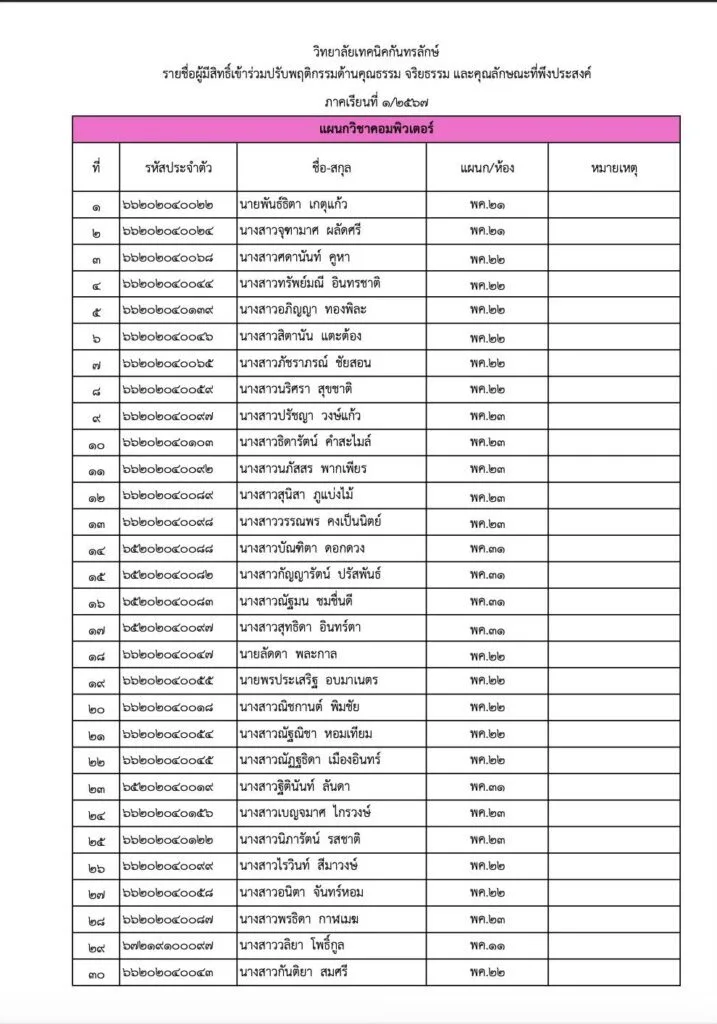 วิทยาลัยเทคนิคกันทรลักษ์
รายชื่อผู้มีสิทธิ์เข้าร่วมปรับพฤติกรรมด้านคุณธรรม จริยธรรม และคุณลักษณะที่พึงประสงค์
ภาคเรียนที่ ๑/๒๕๖๗
แผนกวิชาคอมพิวเตอร์
ที่ รหัสประจำตัว ชื่อ-สกุล แผนก/ห้อง หมายเหตุ
๑ ๖๖๒๐๒๐๔๐๐๒๒ นายพันธ์ธิตา เกตุแก้ว พค.๒๑
๒ ๖๖๒๐๒๐๔๐๐๒๔ นางสาวจุฑามาศ ผลัดศรี พค.๒๑
๓ ๖๖๒๐๒๐๔๐๐๖๘ นางสาวศดานันท์ คูหา พค.๒๒
๔ ๖๖๒๐๒๐๔๐๐๔๔ นางสาวทรัพย์มณี อินทรชาติ พค.๒๒
๕ ๖๖๒๐๒๐๔๐๑๓๙ นางสาวอภิญญา ทองพิละ พค.๒๒
๖ ๖๖๒๐๒๐๔๐๐๔๖ นางสาวสิตานัน แตะต้อง พค.๒๒
๗ ๖๖๒๐๒๐๔๐๐๖๕ นางสาวภัชราภรณ์ ชัยสอน พค.๒๒
๘ ๖๖๒๐๒๐๔๐๐๕๙ นางสาวนริศรา สุขชาติ พค.๒๒
๙ ๖๖๒๐๒๐๔๐๐๙๗ นางสาวปรัชญา วงษ์แก้ว พค.๒๓
๑๐ ๖๖๒๐๒๐๔๐๑๐๓ นางสาวธิดารัตน์ คำสะไมล์ พค.๒๓
๑๑ ๖๖๒๐๒๐๔๐๐๙๒ นางสาวนภัสสร พากเพียร พค.๒๓
๑๒ ๖๖๒๐๒๐๔๐๐๘๙ นางสาวสุนิสา ภูแบ่งไม้ พค.๒๓
๑๓ ๖๖๒๐๒๐๔๐๐๙๘ นางสาววรรณพร คงเป็นนิตย์ พค.๒๓
๑๔ ๖๕๒๐๒๐๔๐๐๘๘ นางสาวบัณฑิตา ดอกดวง พค.๓๑
๑๕ ๖๕๒๐๒๐๔๐๐๘๒ นางสาวกัญญารัตน์ ปรัสพันธ์ พค.๓๑
๑๖ ๖๕๒๐๒๐๔๐๐๘๓ นางสาวณัฐมน ชมชื่นดี พค.๓๑
๑๗ ๖๕๒๐๒๐๔๐๐๙๗ นางสาวสุทธิดา อินทร์ตา พค.๓๑
๑๘ ๖๖๒๐๒๐๔๐๐๔๗ นายลัดดา พละกาล พค.๒๒
๑๙ ๖๖๒๐๒๐๔๐๐๕๕ นายพรประเสริฐ อบมาเนตร พค.๒๒
๒๐ ๖๖๒๐๒๐๔๐๐๑๘ นางสาวณิชกานต์ พิมชัย พค.๒๒
๒๑ ๖๖๒๐๒๐๔๐๐๕๔ นางสาวณัฐณิชา หอมเทียม พค.๒๒
๒๒ ๖๖๒๐๒๐๔๐๐๔๕ นางสาวณัฏฐธิดา เมืองอินทร์ พค.๒๒
๒๓ ๖๕๒๐๒๐๔๐๐๑๙ นางสาวฐิตินันท์ ลันดา พค.๓๑
๒๔ ๖๖๒๐๒๐๔๐๑๕๖ นางสาวเบญจมาศ ไกรวงษ์ พค.๒๓
๒๕ ๖๖๒๐๒๐๔๐๑๒๒ นางสาวนิภารัตน์ รสชาติ พค.๒๓
๒๖ ๖๖๒๐๒๐๔๐๐๙๙ นางสาวไรวินท์ สีมาวงษ์ พค.๒๒
๒๗ ๖๖๒๐๒๐๔๐๐๕๘ นางสาวอนิตา จันทร์หอม พค.๒๒
๒๘ ๖๖๒๐๒๐๔๐๐๘๗ นางสาวพรธิดา กาฬเมฆ พค.๒๓
๒๙ ๖๗๒๑๙๑๐๐๐๙๗ นางสาววลิยา โพธิ์กูล พค.๑๑
๓๐ ๖๖๒๐๒๐๔๐๐๔๓ นางสาวกันติยา สมศรี พค.๒๒